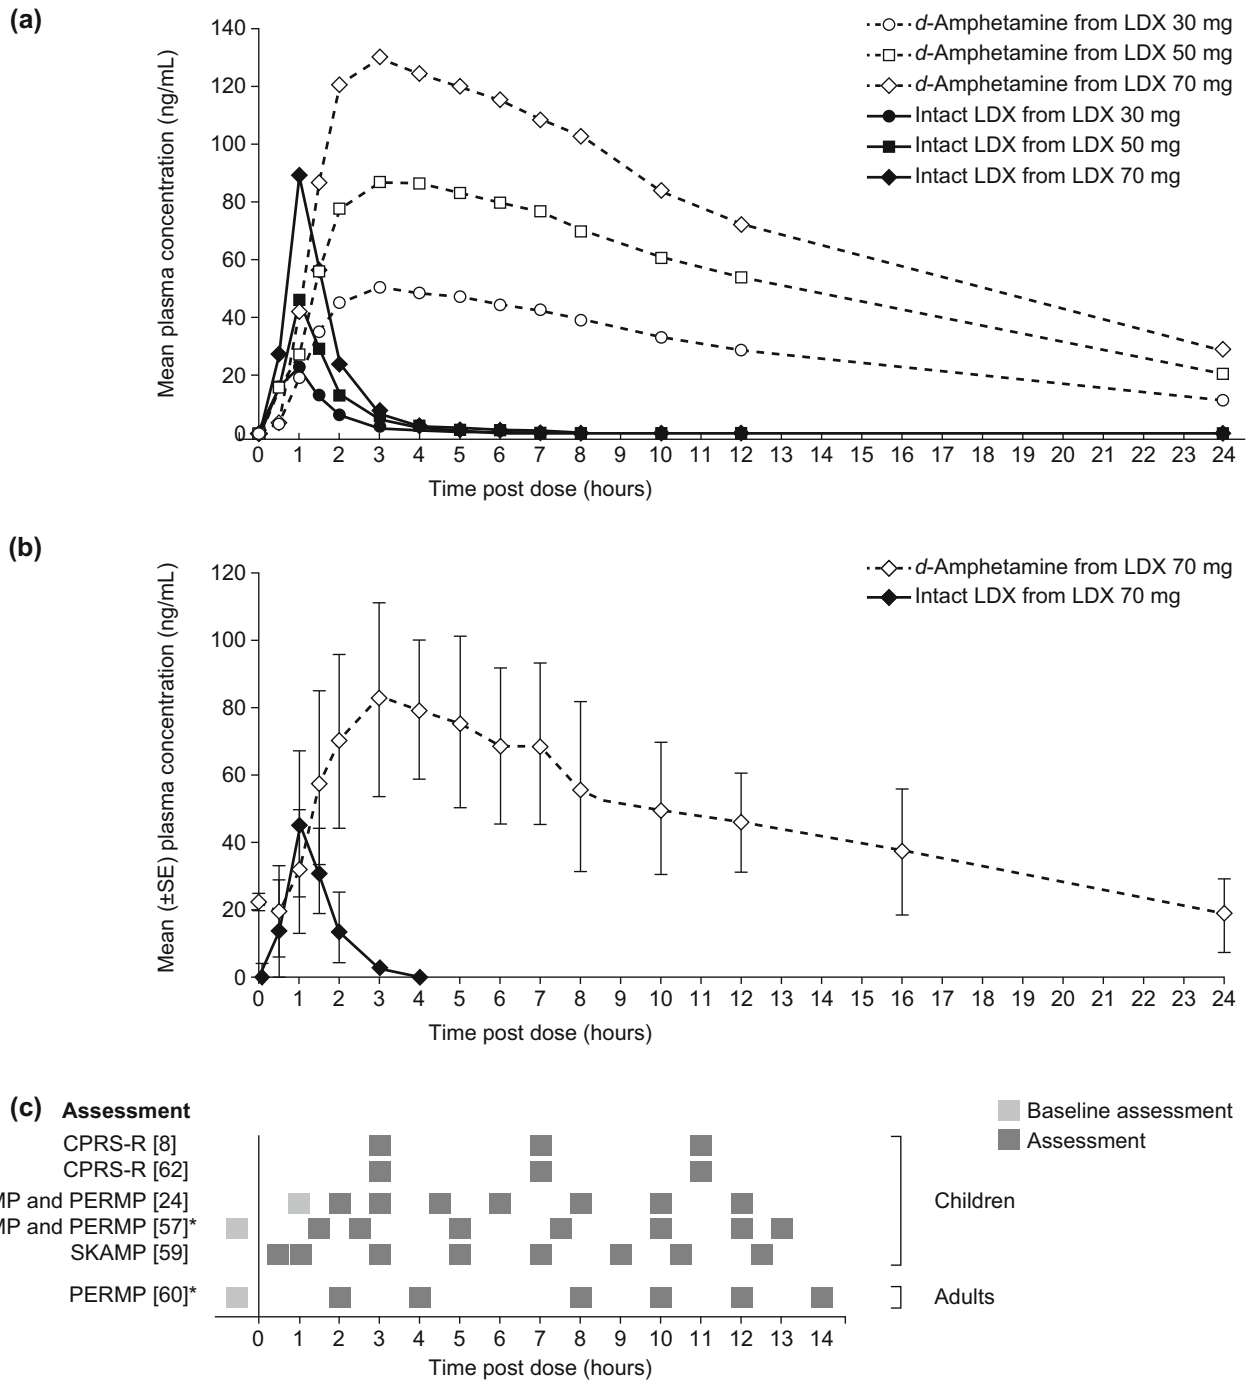 (a)
140
120
100
80
60
40
20
0
Mean plasma concentration (ng/mL)
d-Amphetamine from LDX 30 mg
d-Amphetamine from LDX 50 mg
d-Amphetamine from LDX 70 mg
Intact LDX from LDX 30 mg
Intact LDX from LDX 50 mg
Intact LDX from LDX 70 mg
0 1 2 3 4 5 6 7 8 9 10 11 12 13 14 15 16 17 18 19 20 21 22 23 24
Time post dose (hours)
(b)
120
100
80
60
40
20
0
Mean (±SE) plasma concentration (ng/mL)
d-Amphetamine from LDX 70 mg
Intact LDX from LDX 70 mg
0 1 2 3 4 5 6 7 8 9 10 11 12 13 14 15 16 17 18 19 20 21 22 23 24
Time post dose (hours)
(c) Assessment
Baseline assessment
Assessment
CPRS-R [8]
CPRS-R [62]
MP and PERMP [24]
MP and PERMP [57]*
SKAMP [59]
Children
PERMP [60]*
Adults
0 1 2 3 4 5 6 7 8 9 10 11 12 13 14
Time post dose (hours)